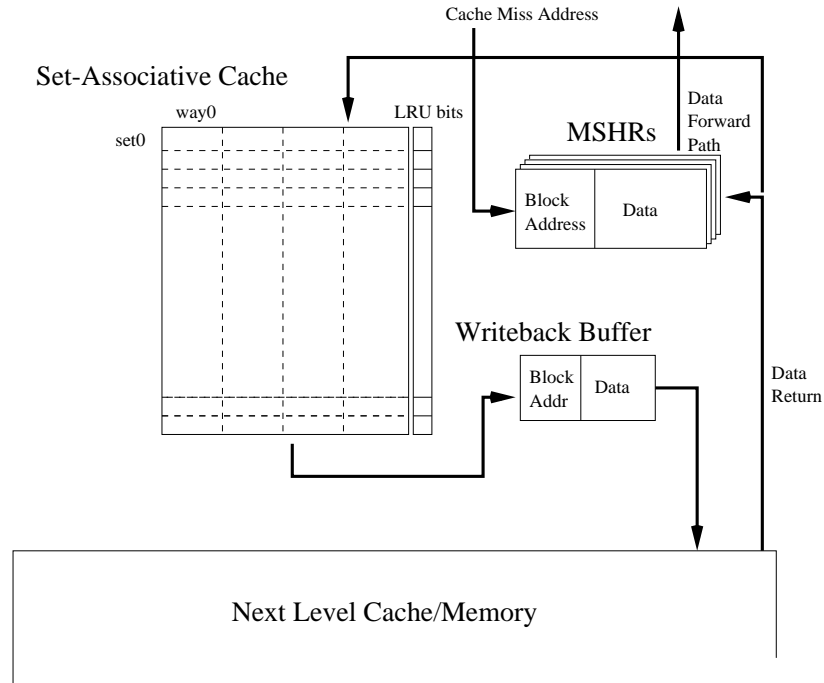 Cache Miss Address
Set-Associative Cache
way0
LRU bits
set0
MSHRs
Data
Forward
Path
Block
Address
Data
Writeback Buffer
Block
Addr
Data
Data
Return
Next Level Cache/Memory